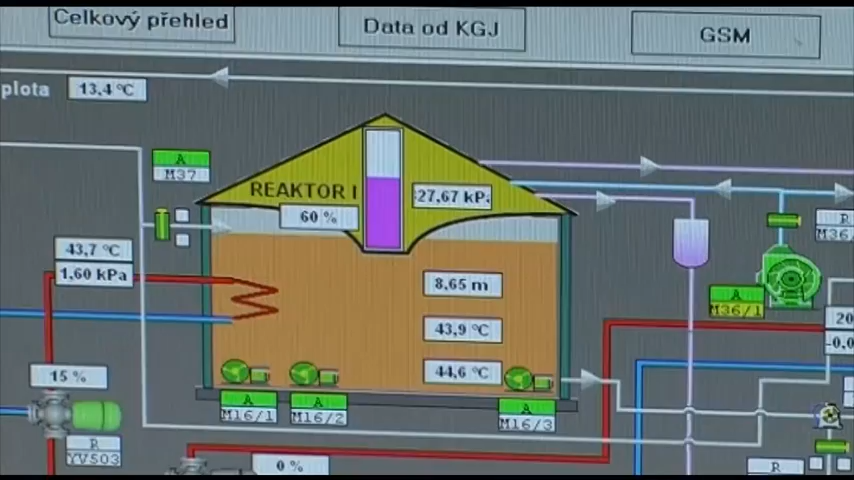 Celkový přehled
Data od KGJ
GSM
plota
13,4 °C
A
M37
REAKTOR I
60 %
-27,67 kPa
43,7 °C
1,60 kPa
8,65 m
43,9 °C
44,6 °C
A
M36/1
R
M36/
20
-0,0
15 %
R
YVS03
A
M16/1
A
M16/2
A
M16/3
0 %
R